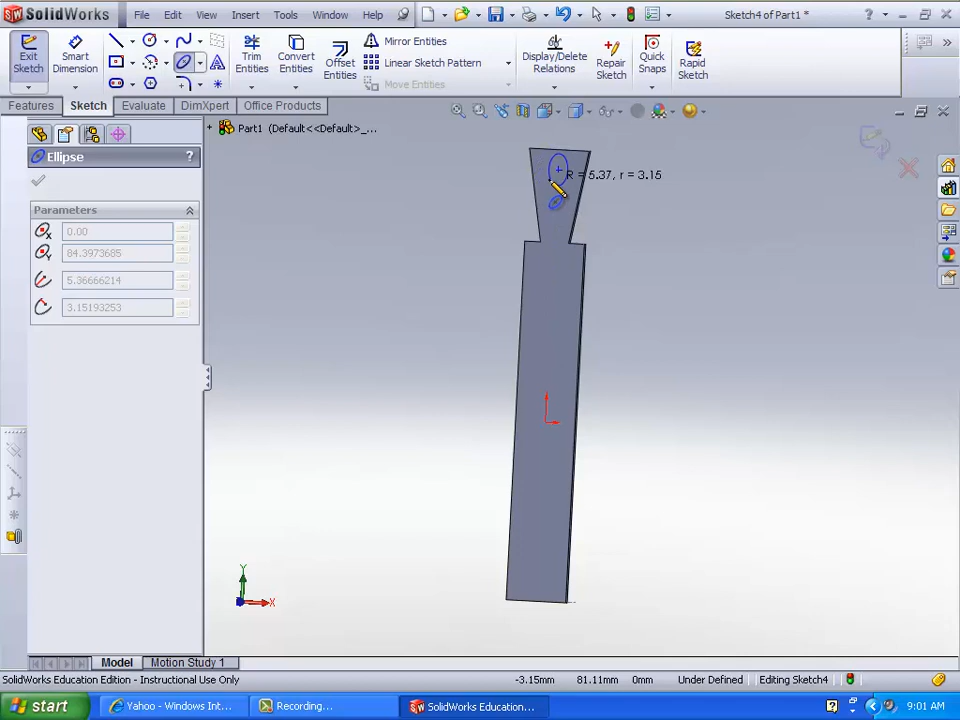 SolidWorks File Edit View Insert Tools Window Help Sketch4 of Part1 * ?
Exit Sketch Smart Dimension Trim Entities Convert Entities Offset Entities Mirror Entities Linear Sketch Pattern Move Entities Display/Delete Relations Repair Sketch Quick Snaps Rapid Sketch
Features Sketch Evaluate DimXpert Office Products
Part1 (Default<<Default>_...
Ellipse ?
Parameters
0.00
84.3973685
5.36666214
3.15193253
R = 5.37, r = 3.15
Y
X
Model Motion Study 1
SolidWorks Education Edition - Instructional Use Only -3.15mm 81.11mm 0mm Under Defined Editing Sketch4
start Yahoo - Windows Int... Recording... SolidWorks Education... 9:01 AM